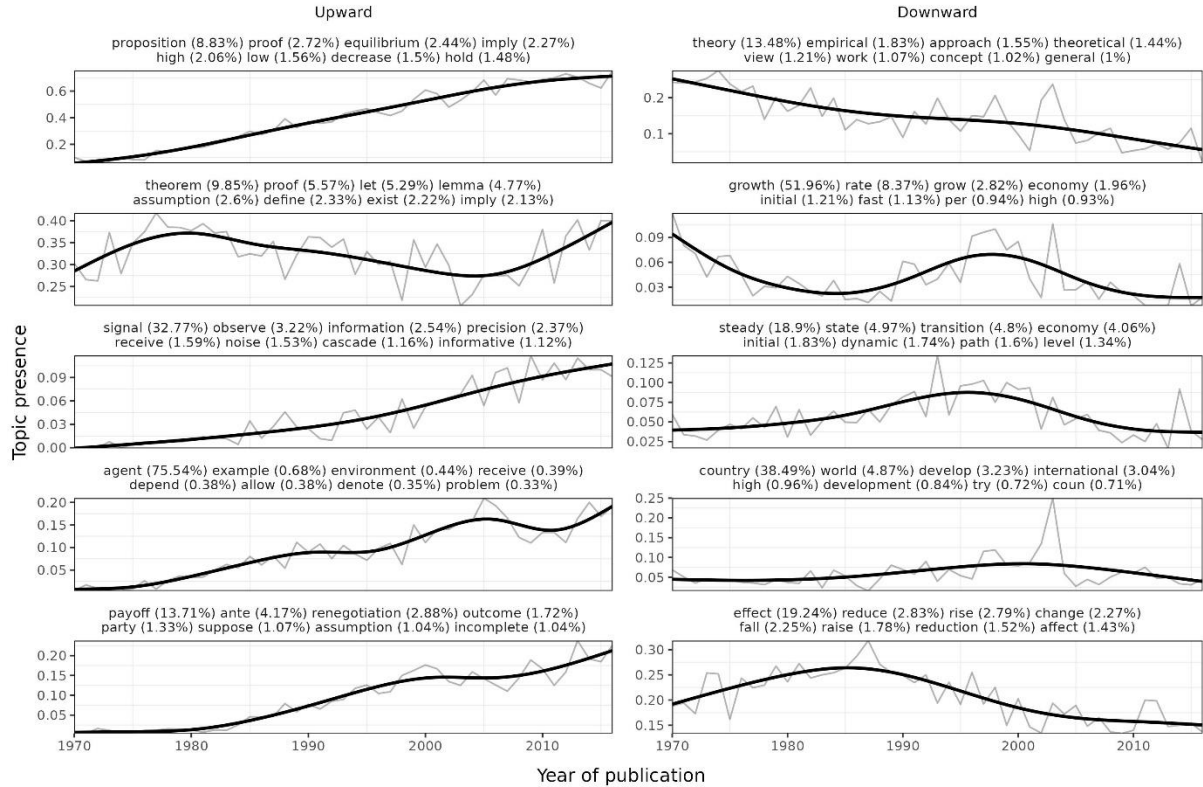 Upward
proposition (8.83%) proof (2.72%) equilibrium (2.44%) imply (2.27%)
high (2.06%) low (1.56%) decrease (1.5%) hold (1.48%)
0.6
0.4
0.2
theorem (9.85%) proof (5.57%) let (5.29%) lemma (4.77%)
assumption (2.6%) define (2.33%) exist (2.22%) imply (2.13%)
0.40
0.35
0.30
0.25
signal (32.77%) observe (3.22%) information (2.54%) precision (2.37%)
receive (1.59%) noise (1.53%) cascade (1.16%) informative (1.12%)
0.09
0.06
0.03
0.00
agent (75.54%) example (0.68%) environment (0.44%) receive (0.39%)
depend (0.38%) allow (0.38%) denote (0.35%) problem (0.33%)
0.20
0.15
0.10
0.05
payoff (13.71%) ante (4.17%) renegotiation (2.88%) outcome (1.72%)
party (1.33%) suppose (1.07%) assumption (1.04%) incomplete (1.04%)
0.20
0.15
0.10
0.05
1970 1980 1990 2000 2010
Downward
theory (13.48%) empirical (1.83%) approach (1.55%) theoretical (1.44%)
view (1.21%) work (1.07%) concept (1.02%) general (1%)
0.2
0.1
growth (51.96%) rate (8.37%) grow (2.82%) economy (1.96%)
initial (1.21%) fast (1.13%) per (0.94%) high (0.93%)
0.09
0.06
0.03
steady (18.9%) state (4.97%) transition (4.8%) economy (4.06%)
initial (1.83%) dynamic (1.74%) path (1.6%) level (1.34%)
0.125
0.100
0.075
0.050
0.025
country (38.49%) world (4.87%) develop (3.23%) international (3.04%)
high (0.96%) development (0.84%) try (0.72%) coun (0.71%)
0.25
0.20
0.15
0.10
0.05
effect (19.24%) reduce (2.83%) rise (2.79%) change (2.27%)
fall (2.25%) raise (1.78%) reduction (1.52%) affect (1.43%)
0.30
0.25
0.20
0.15
1970 1980 1990 2000 2010
Topic presence
Year of publication